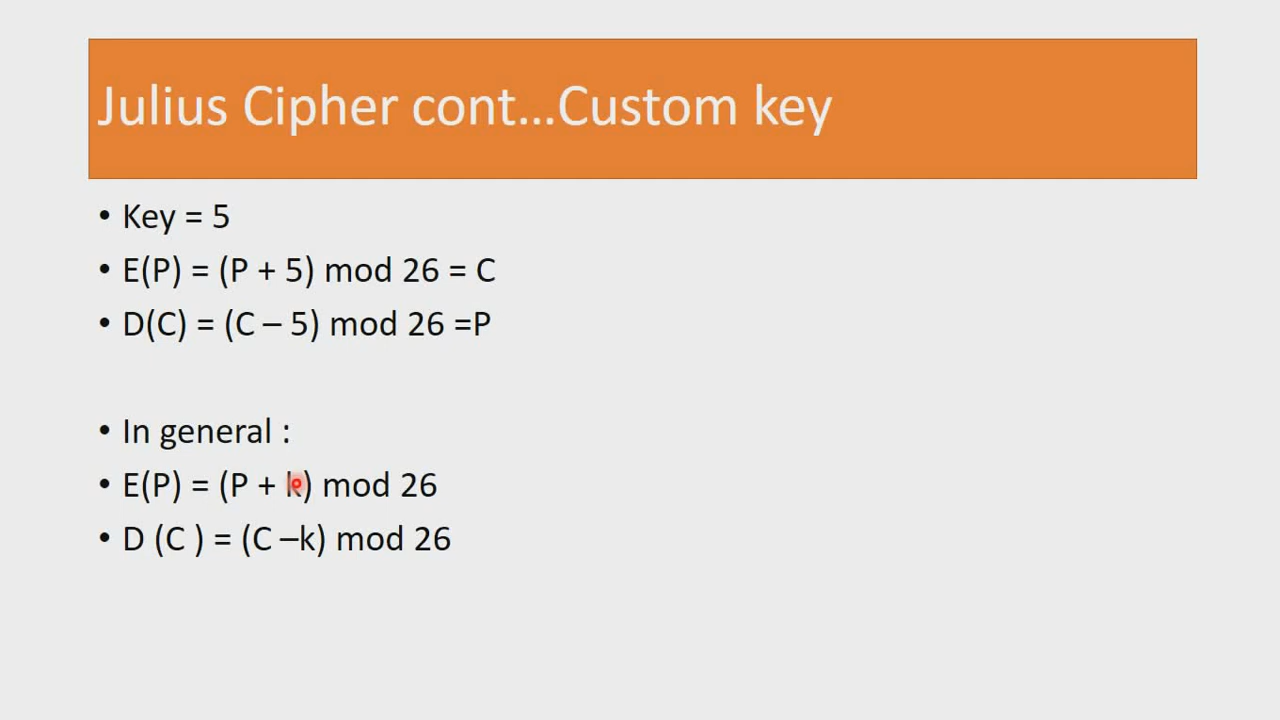 Julius Cipher cont...Custom key
• Key = 5
• E(P) = (P + 5) mod 26 = C
• D(C) = (C – 5) mod 26 =P
• In general :
• E(P) = (P + k) mod 26
• D (C ) = (C –k) mod 26